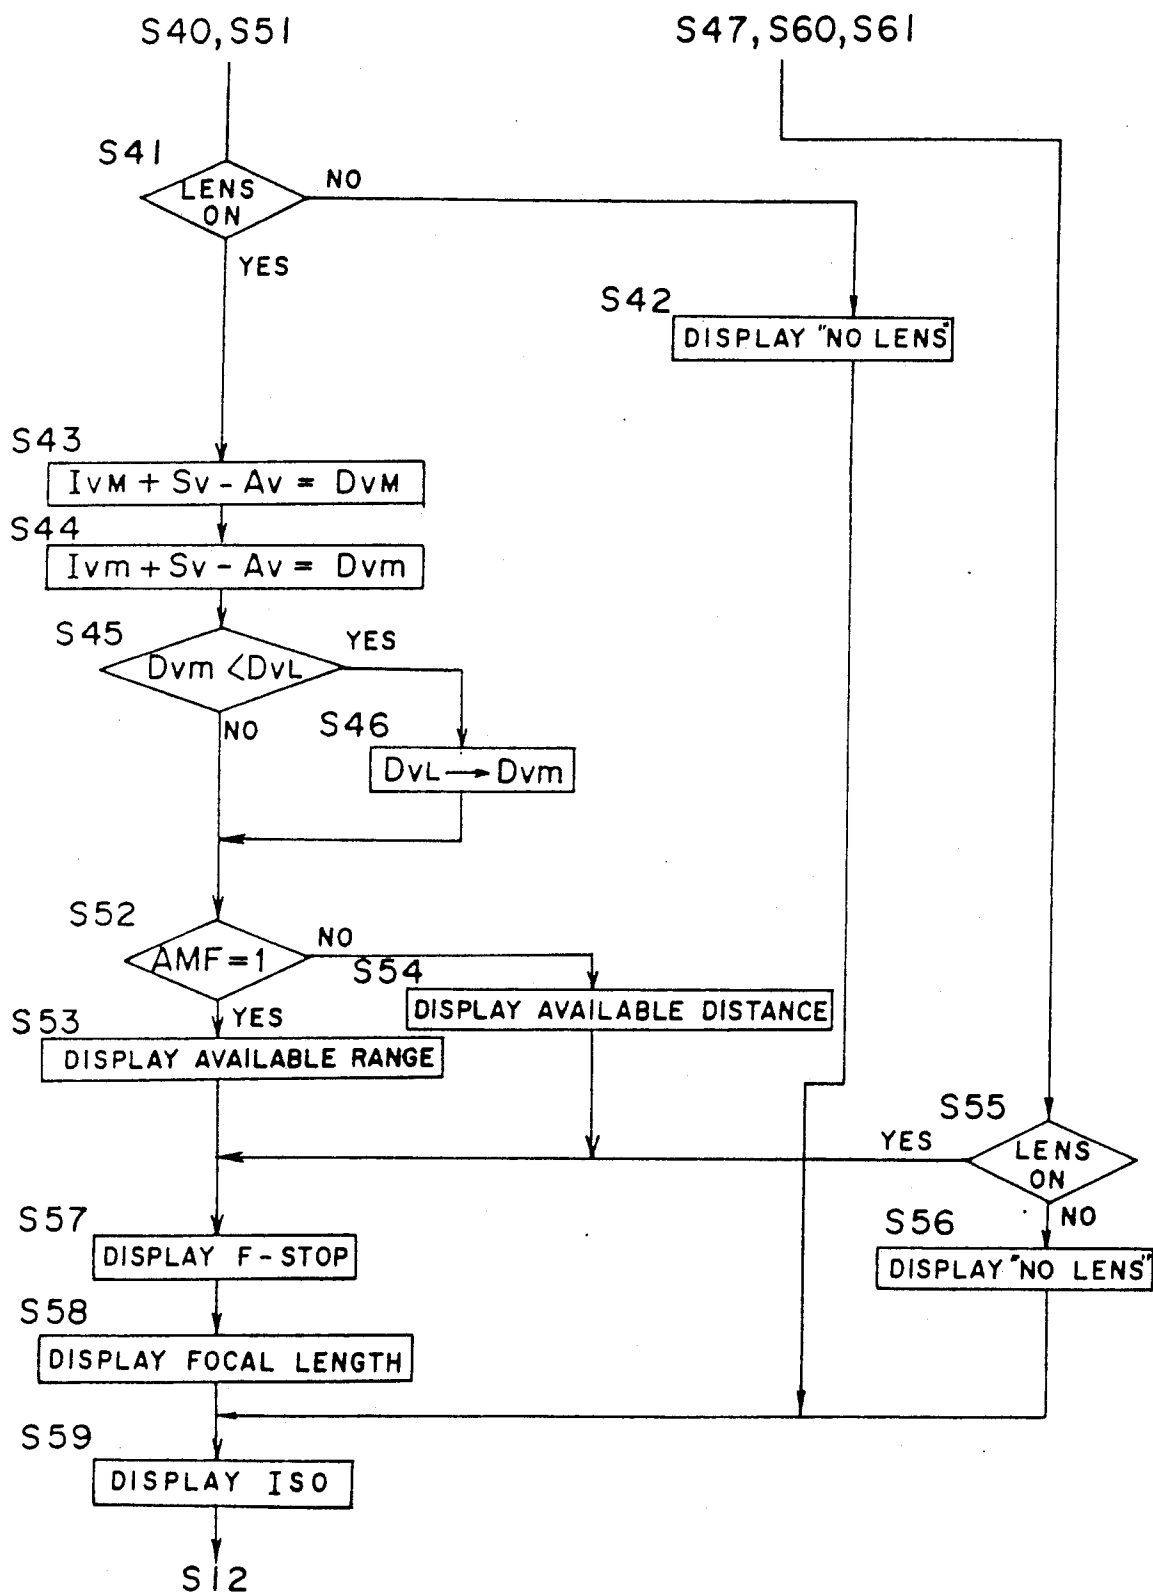 S40, S51
S47, S60, S61
S41
LENS
ON
NO
YES
S42
DISPLAY "NO LENS"
S43
IvM + Sv - Av = DvM
S44
Ivm + Sv - Av = Dvm
S45
Dvm < DvL
YES
NO
S46
DvL → Dvm
S52
AMF = 1
NO
YES
S54
DISPLAY AVAILABLE DISTANCE
S53
DISPLAY AVAILABLE RANGE
S55
LENS
ON
YES
NO
S56
DISPLAY "NO LENS"
S57
DISPLAY F-STOP
S58
DISPLAY FOCAL LENGTH
S59
DISPLAY ISO
S12